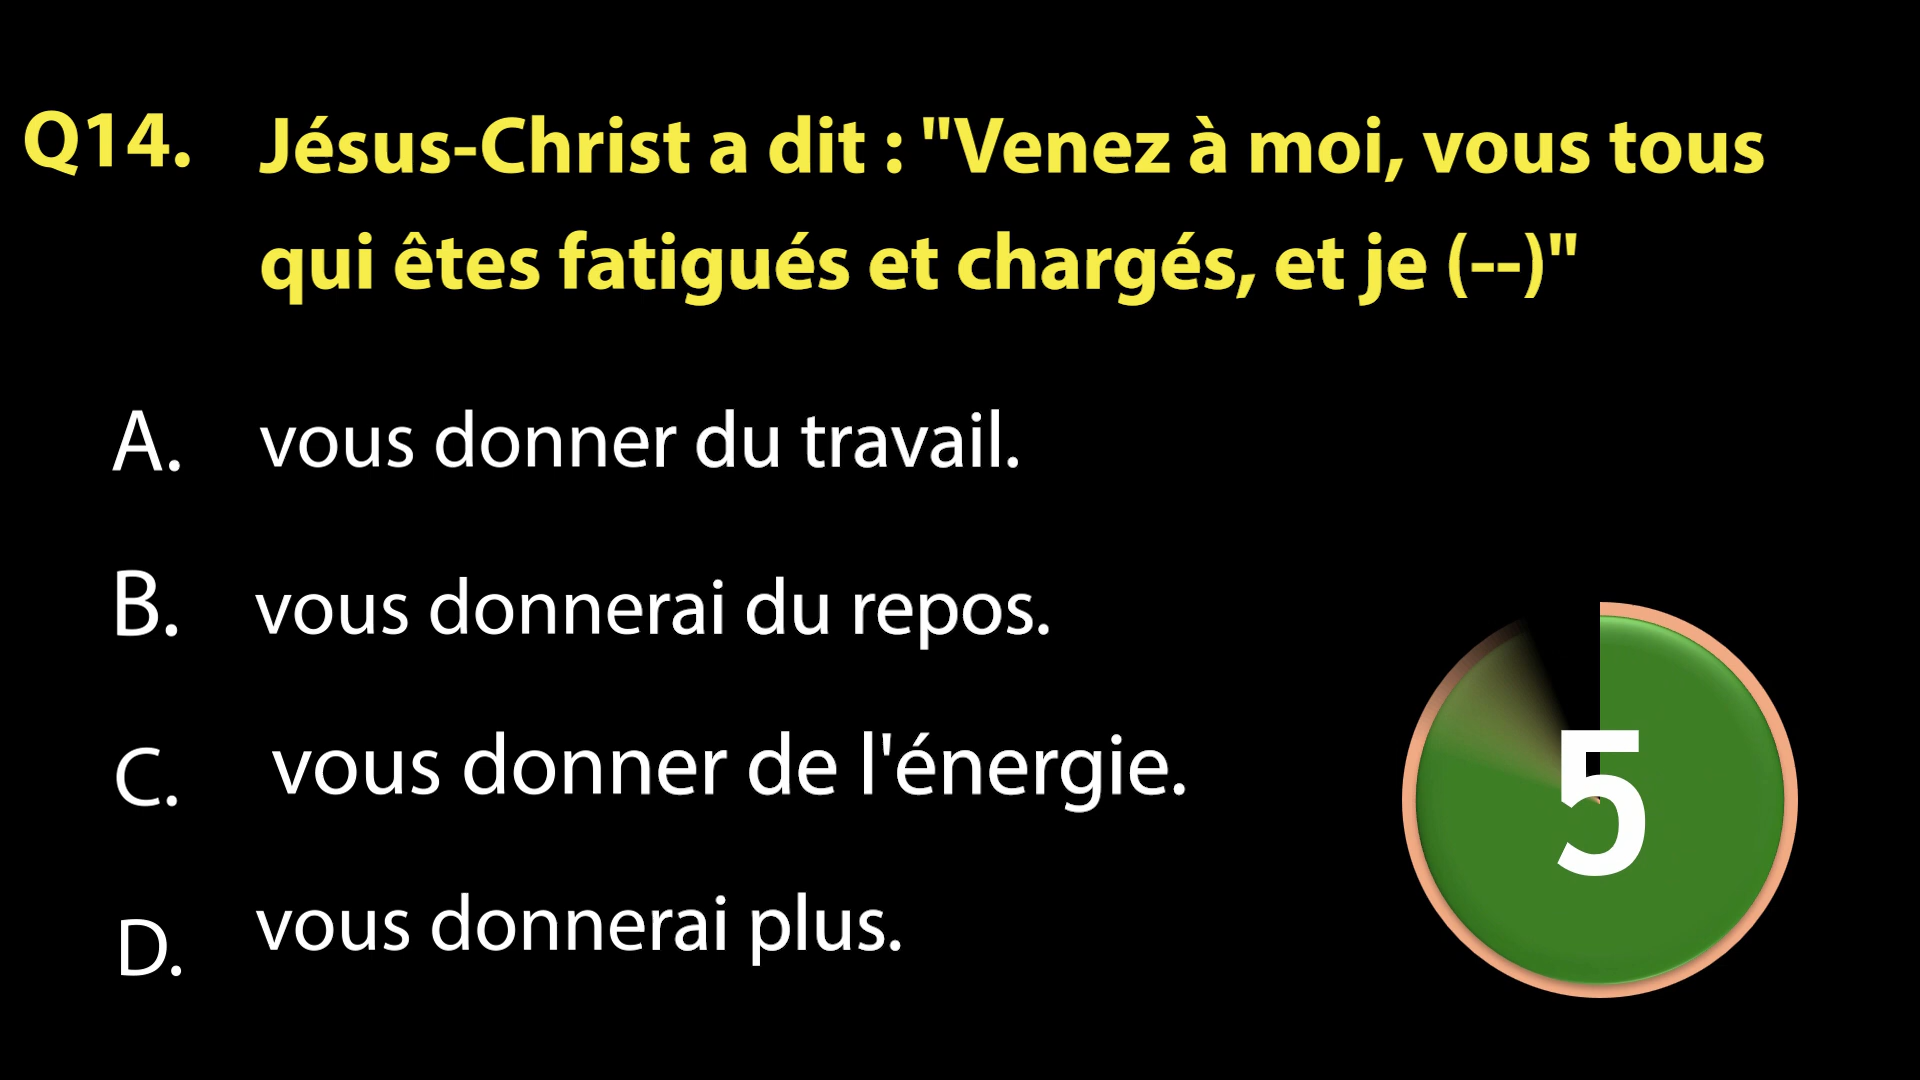 Q14. Jésus-Christ a dit : "Venez à moi, vous tous
qui êtes fatigués et chargés, et je (--)"
A. vous donner du travail.
B. vous donnerai du repos.
C. vous donner de l'énergie.
D. vous donnerai plus.
5